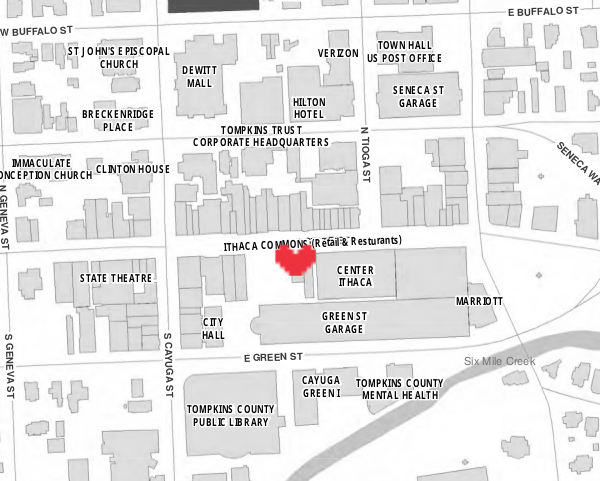 E BUFFALO ST
W BUFFALO ST
ST JOHN'S EPISCOPAL
CHURCH
DEWITT
MALL
VERIZON
TOWN HALL
US POST OFFICE
HILTON
HOTEL
SENECA ST
GARAGE
BRECKENRIDGE
PLACE
TOMPKINS TRUST
CORPORATE HEADQUARTERS
N TIOGA ST
SENECA WA
IMMACULATE
ONCEPTION CHURCH
CLINTON HOUSE
N GENEVA ST
ITHACA COMMONS (Retail & Resturants)
STATE THEATRE
CENTER
ITHACA
MARRIOTT
CITY
HALL
GREEN ST
GARAGE
S GENEVA ST
S CAYUGA ST
E GREEN ST
Six Mile Creek
CAYUGA
GREEN I
TOMPKINS COUNTY
MENTAL HEALTH
TOMPKINS COUNTY
PUBLIC LIBRARY